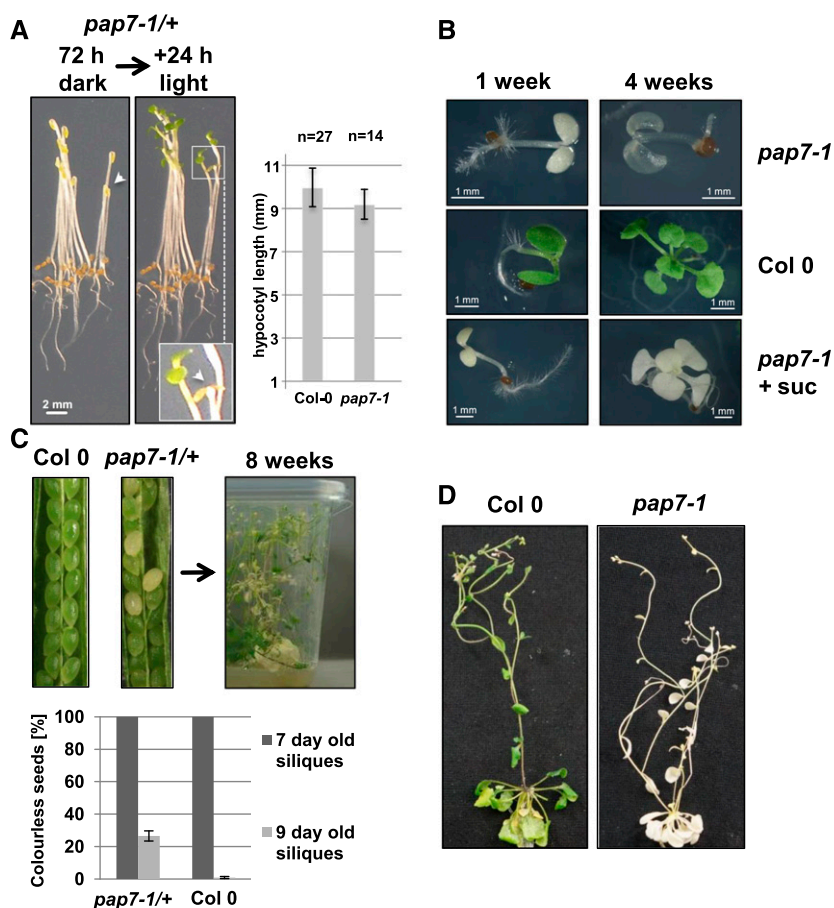 A
pap7-1/+
72 h
dark
+24 h
light
2 mm
n=27 n=14
hypocotyl length (mm)
11
9
7
5
3
1
Col-0 pap7-1
B
1 week
4 weeks
1 mm
1 mm
pap7-1
1 mm
1 mm
Col 0
1 mm
1 mm
pap7-1
+ suc
C
Col 0 pap7-1/+
8 weeks
Colourless seeds [%]
100
80
60
40
20
0
pap7-1/+ Col 0
7 day old
siliques
9 day old
siliques
D
Col 0
pap7-1